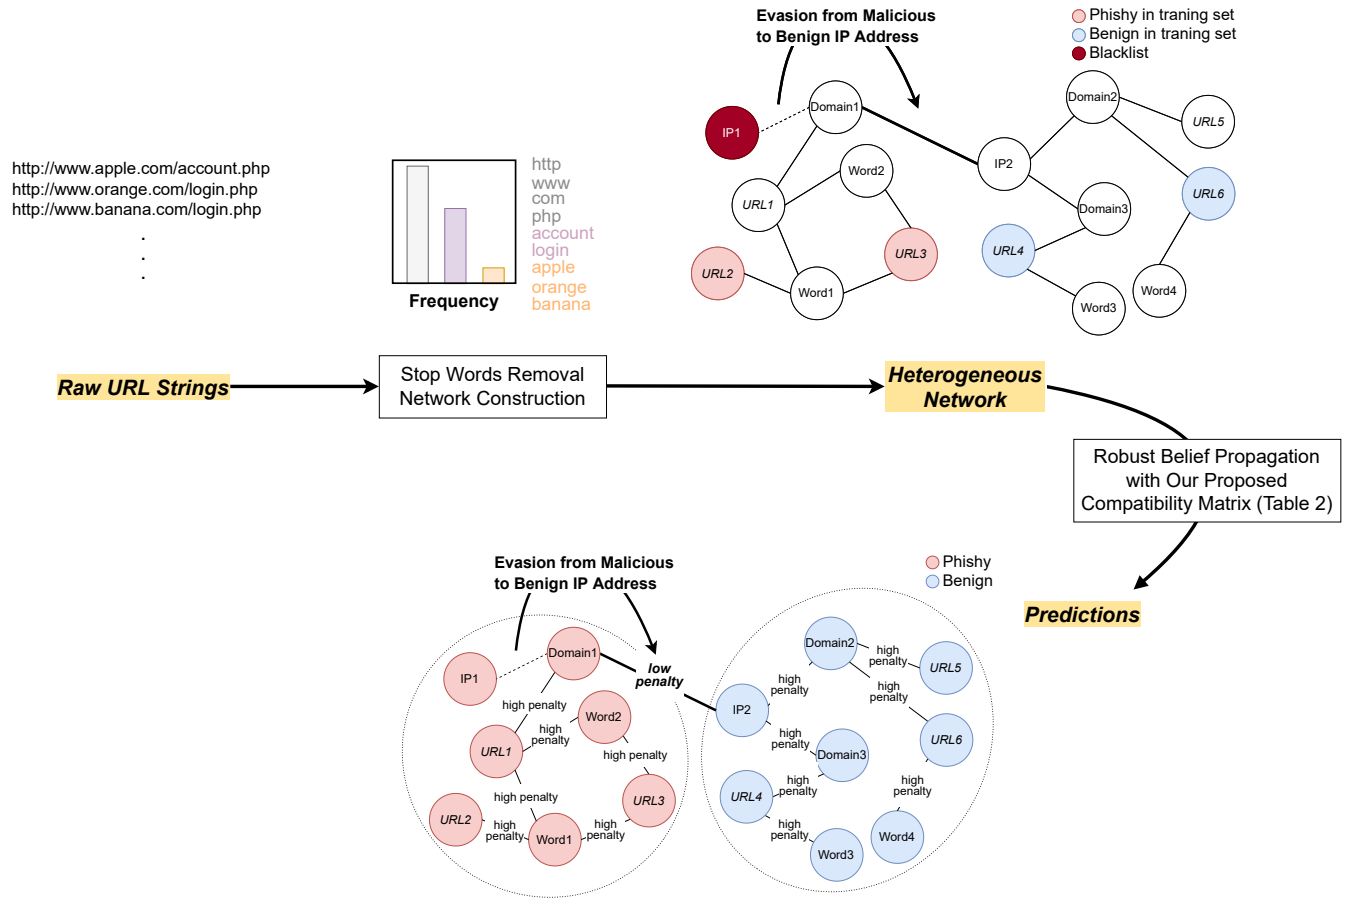 Evasion from Malicious
to Benign IP Address
Phishy in traning set
Benign in traning set
Blacklist
IP1
Domain1
Domain2
URL5
IP2
Word2
URL1
Domain3
URL6
URL4
URL3
URL2
Word1
Word3
Word4
http://www.apple.com/account.php
http://www.orange.com/login.php
http://www.banana.com/login.php
.
.
.
http
www
com
php
account
login
apple
orange
banana
Frequency
Raw URL Strings
Stop Words Removal
Network Construction
Heterogeneous
Network
Robust Belief Propagation
with Our Proposed
Compatibility Matrix (Table 2)
Predictions
Evasion from Malicious
to Benign IP Address
Phishy
Benign
IP1
Domain1
low
penalty
high penalty
Word2
high
penalty
URL1
high penalty
high penalty
URL3
URL2
high
penalty
Word1
high
penalty
Domain2
high
penalty
URL5
high
penalty
high
penalty
IP2
URL6
high
penalty
Domain3
high
penalty
URL4
high
penalty
high
penalty
Word4
Word3